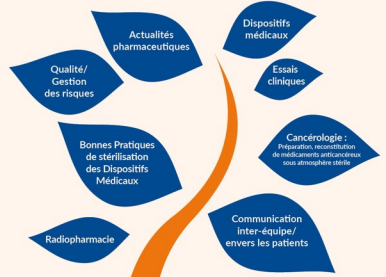 Actualités
pharmaceutiques
Dispositifs
médicaux
Qualité/
Gestion
des risques
Essais
cliniques
Bonnes Pratiques
de stérilisation
des Dispositifs
Médicaux
Cancérologie :
Préparation, reconstitution
de médicaments anticancéreux
sous atmosphère stérile
Radiopharmacie
Communication
inter-équipe/
envers les patients